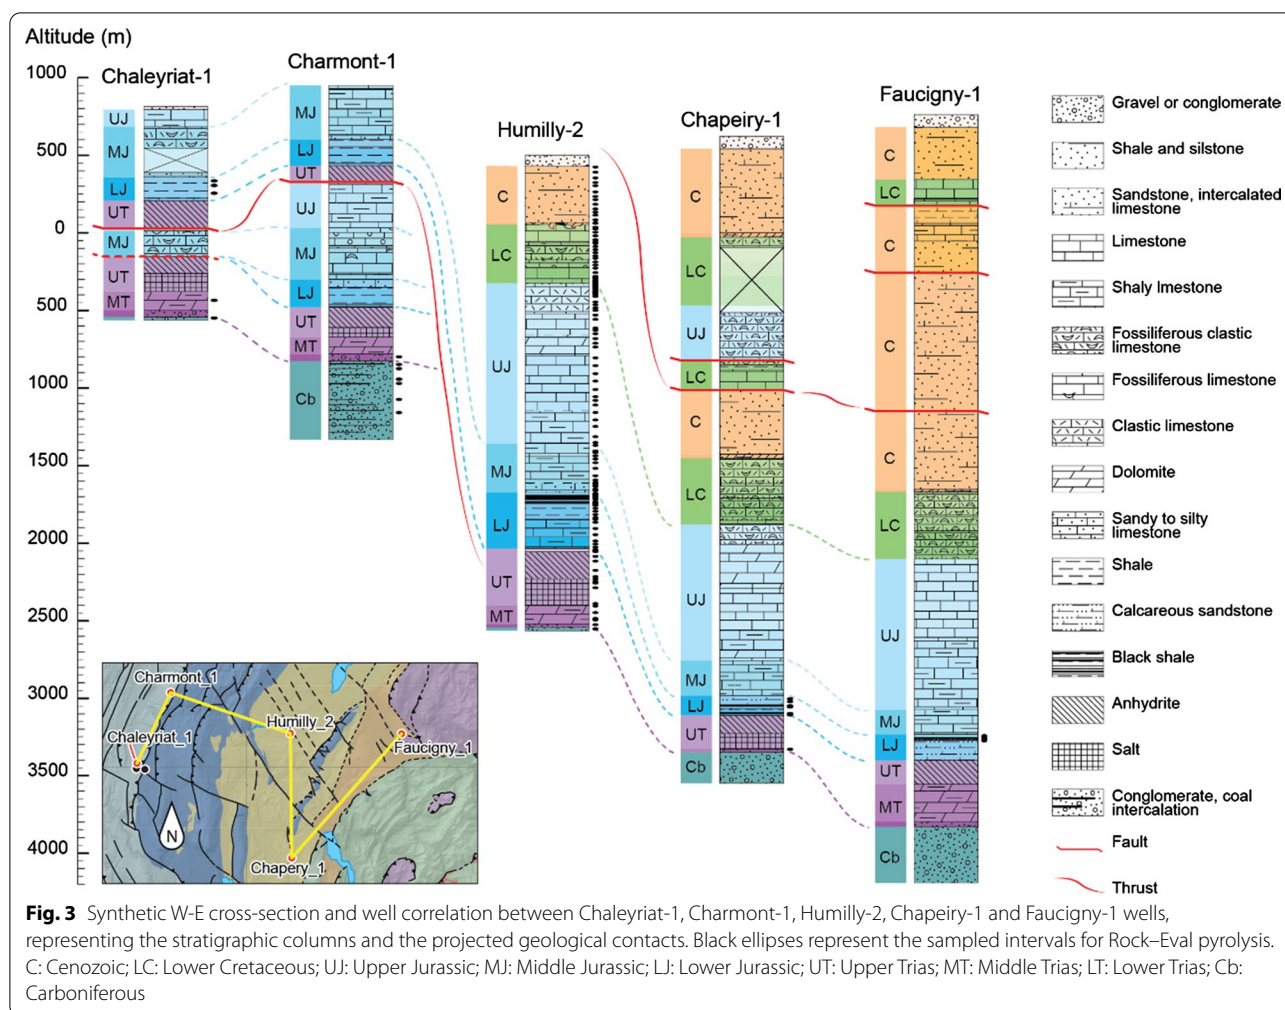 Altitude (m)
1000
500
0
500
1000
1500
2000
2500
3000
3500
4000
Chaleyriat-1
UJ
MJ
LJ
UT
MJ
UT
MT
Charmont-1
MJ
LJ
UT
UJ
MJ
LJ
UT
MT
Cb
Humilly-2
C
LC
UJ
MJ
LJ
UT
MT
Chapeiry-1
C
LC
UJ
LC
C
LC
UJ
MJ
LJ
UT
Cb
Faucigny-1
C
LC
C
C
C
LC
UJ
MJ
LJ
UT
MT
Cb
Gravel or conglomerate
Shale and silstone
Sandstone, intercalated
limestone
Limestone
Shaly lmestone
Fossiliferous clastic
limestone
Fossiliferous limestone
Clastic limestone
Dolomite
Sandy to silty
limestone
Shale
Calcareous sandstone
Black shale
Anhydrite
Salt
Conglomerate, coal
intercalation
Fault
Thrust
Charmont_1
Chaleyriat_1
Humilly_2
Faucigny_1
N
Chapery_1
Fig. 3 Synthetic W-E cross-section and well correlation between Chaleyriat-1, Charmont-1, Humilly-2, Chapeiry-1 and Faucigny-1 wells,
representing the stratigraphic columns and the projected geological contacts. Black ellipses represent the sampled intervals for Rock–Eval pyrolysis.
C: Cenozoic; LC: Lower Cretaceous; UJ: Upper Jurassic; MJ: Middle Jurassic; LJ: Lower Jurassic; UT: Upper Trias; MT: Middle Trias; LT: Lower Trias; Cb:
Carboniferous